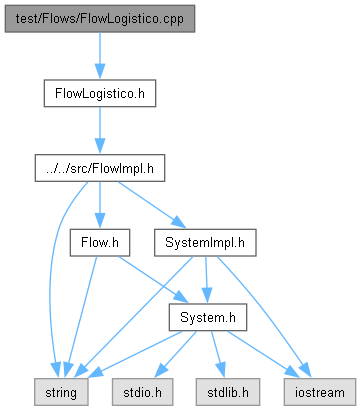 test/Flows/FlowLogistico.cpp
FlowLogistico.h
../../src/FlowImpl.h
Flow.h
SystemImpl.h
System.h
string
stdio.h
stdlib.h
iostream